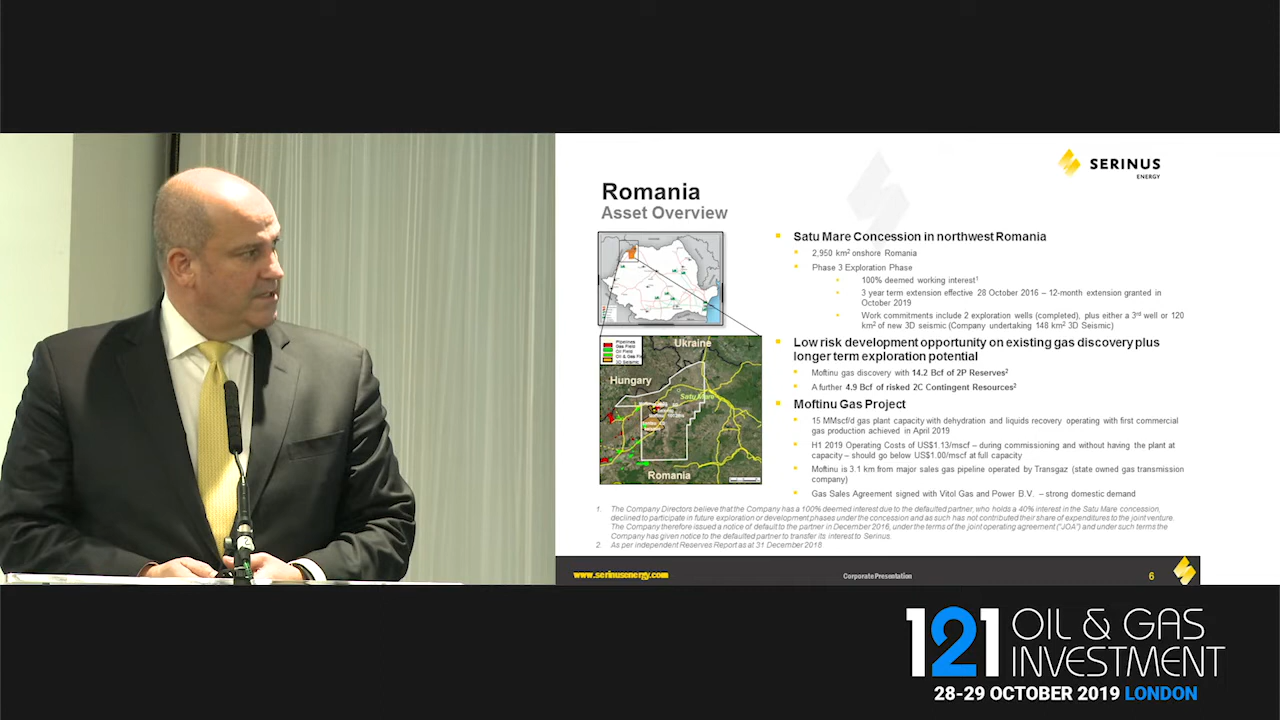 SERINUS
ENERGY
Romania
Asset Overview
Satu Mare Concession in northwest Romania
2,950 km² onshore Romania
Phase 3 Exploration Phase
100% deemed working interest¹
3 year term extension effective 28 October 2016 – 12-month extension granted in
October 2019
Work commitments include 2 exploration wells (completed), plus either a 3rd well or 120
km² of new 3D seismic (Company undertaking 148 km² 3D Seismic)
Low risk development opportunity on existing gas discovery plus
longer term exploration potential
Moftinu gas discovery with 14.2 Bcf of 2P Reserves²
A further 4.9 Bcf of risked 2C Contingent Resources²
Moftinu Gas Project
15 MMscf/d gas plant capacity with dehydration and liquids recovery operating with first commercial
gas production achieved in April 2019
H1 2019 Operating Costs of US$1.13/mscf – during commissioning and without having the plant at
capacity – should go below US$1.00/mscf at full capacity
Moftinu is 3.1 km from major sales gas pipeline operated by Transgaz (state owned gas transmission
company)
Gas Sales Agreement signed with Vitol Gas and Power B.V. – strong domestic demand
Pipelines
Gas Field
Oil Field
Oil & Gas Fi
3D Seismic
Ukraine
Hungary
Satu Mare
Romania
1. The Company Directors believe that the Company has a 100% deemed interest due to the defaulted partner, who holds a 40% interest in the Satu Mare concession,
declined to participate in future exploration or development phases under the concession and as such has not contributed their share of expenditures to the joint venture.
The Company therefore issued a notice of default to the partner in December 2016, under the terms of the joint operating agreement ("JOA") and under such terms the
Company has given notice to the defaulted partner to transfer its interest to Serinus.
2. As per independent Reserves Report as at 31 December 2018
www.serinusenergy.com
Corporate Presentation
6
121 OIL & GAS
INVESTMENT
28-29 OCTOBER 2019 LONDON